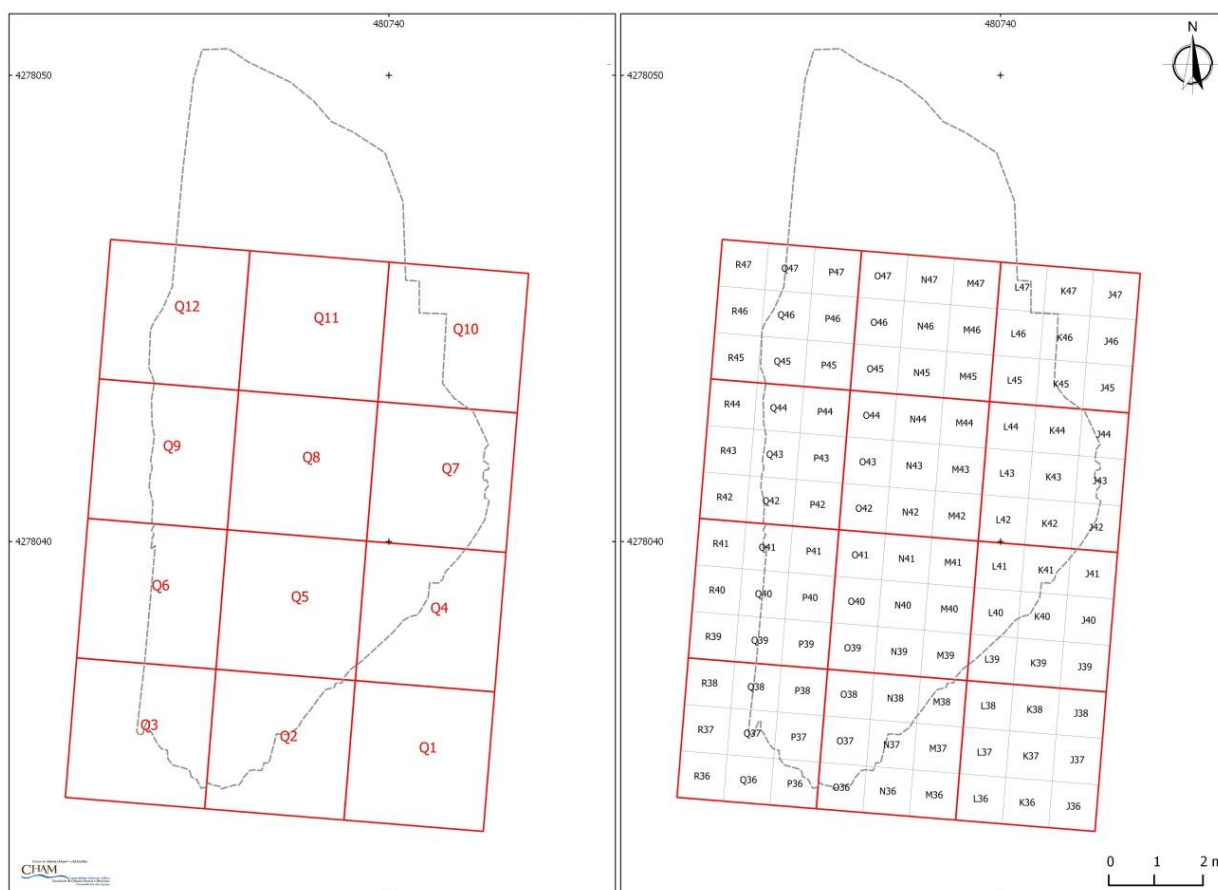 480740
480740
N
4278050
4278050
Q12
Q11
Q10
Q9
Q8
Q7
4278040
4278040
Q6
Q5
Q4
Q3
Q2
Q1
R47 Q47 P47 O47 N47 M47 L47 K47 J47
R46 Q46 P46 O46 N46 M46 L46 K46 J46
R45 Q45 P45 O45 N45 M45 L45 K45 J45
R44 Q44 P44 O44 N44 M44 L44 K44 J44
R43 Q43 P43 O43 N43 M43 L43 K43 J43
R42 Q42 P42 O42 N42 M42 L42 K42 J42
R41 Q41 P41 O41 N41 M41 L41 K41 J41
R40 Q40 P40 O40 N40 M40 L40 K40 J40
R39 Q39 P39 O39 N39 M39 L39 K39 J39
R38 Q38 P38 O38 N38 M38 L38 K38 J38
R37 Q37 P37 O37 N37 M37 L37 K37 J37
R36 Q36 P36 O36 N36 M36 L36 K36 J36
CHAM
0 1 2 m